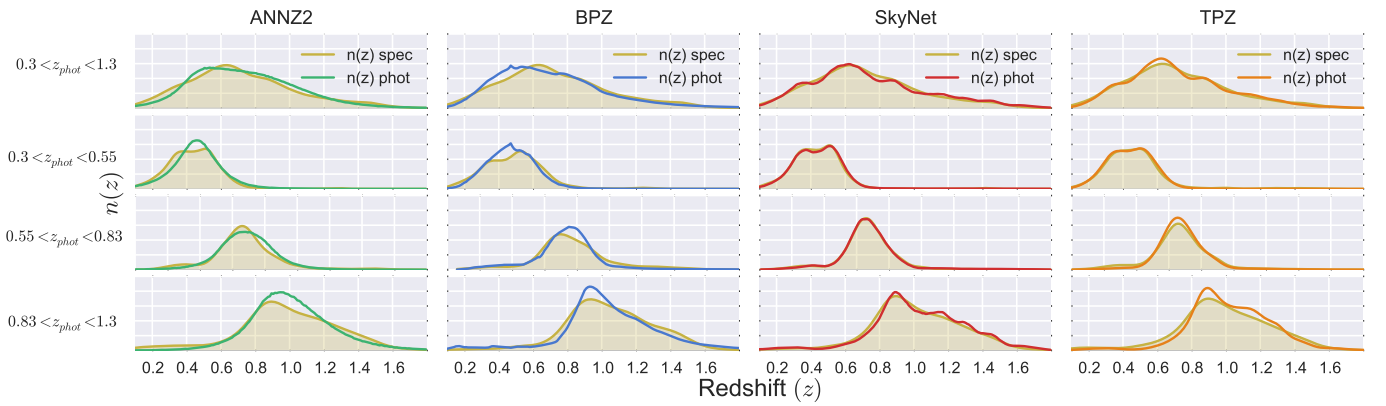 ANNZ2 BPZ SkyNet TPZ
0.3 < z_phot < 1.3
n(z) spec
n(z) phot
n(z) spec
n(z) phot
n(z) spec
n(z) phot
n(z) spec
n(z) phot
0.3 < z_phot < 0.55
n(z)
0.55 < z_phot < 0.83
0.83 < z_phot < 1.3
0.2 0.4 0.6 0.8 1.0 1.2 1.4 1.6 0.2 0.4 0.6 0.8 1.0 1.2 1.4 1.6 0.2 0.4 0.6 0.8 1.0 1.2 1.4 1.6 0.2 0.4 0.6 0.8 1.0 1.2 1.4 1.6
Redshift (z)